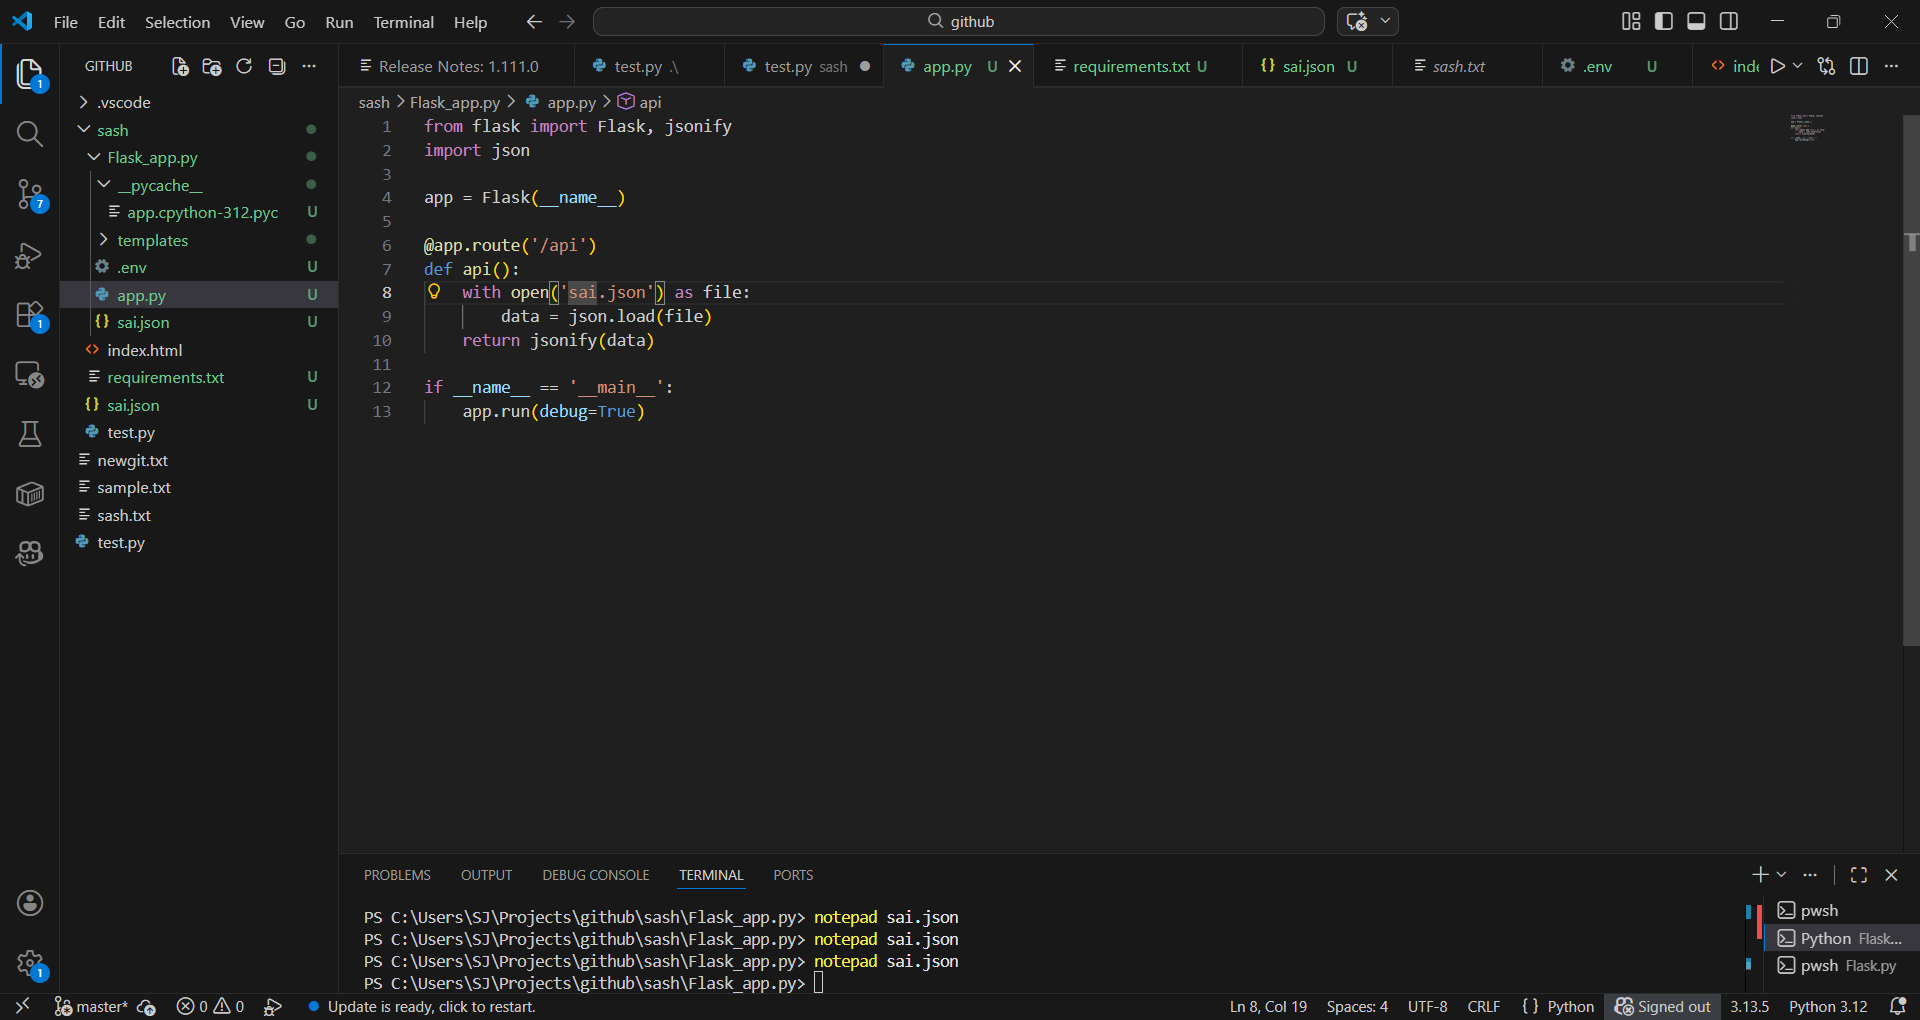 File Edit Selection View Go Run Terminal Help
github
GITHUB
.vscode
sash
Flask_app.py
__pycache__
app.cpython-312.pyc U
templates
.env U
app.py U
sai.json U
index.html
requirements.txt U
sai.json U
test.py
newgit.txt
sample.txt
sash.txt
test.py
1
7
1
1
Release Notes: 1.111.0 test.py .\ test.py sash app.py U requirements.txt U sai.json U sash.txt .env U inde
sash > Flask_app.py > app.py > api
1 from flask import Flask, jsonify
2 import json
3
4 app = Flask(__name__)
5
6 @app.route('/api')
7 def api():
8 with open('sai.json') as file:
9 data = json.load(file)
10 return jsonify(data)
11
12 if __name__ == '__main__':
13 app.run(debug=True)
PROBLEMS OUTPUT DEBUG CONSOLE TERMINAL PORTS
PS C:\Users\SJ\Projects\github\sash\Flask_app.py> notepad sai.json
PS C:\Users\SJ\Projects\github\sash\Flask_app.py> notepad sai.json
PS C:\Users\SJ\Projects\github\sash\Flask_app.py> notepad sai.json
PS C:\Users\SJ\Projects\github\sash\Flask_app.py>
pwsh
Python Flask...
pwsh Flask.py
master* 0 0 Update is ready, click to restart. Ln 8, Col 19 Spaces: 4 UTF-8 CRLF { } Python Signed out 3.13.5 Python 3.12